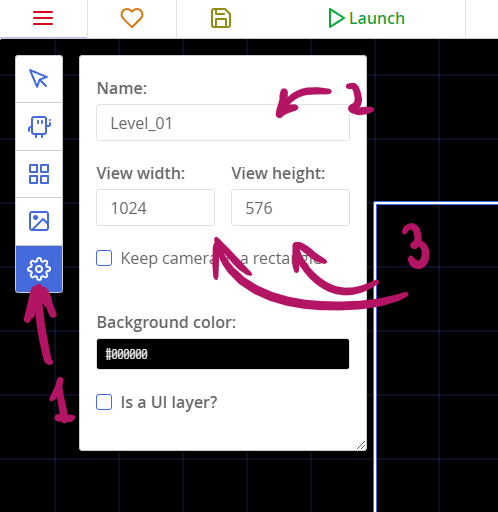 Launch
Name:
2
Level_01
View width:
View height:
1024
576
3
Keep camera in a rectangle
Background color:
#000000
1
Is a UI layer?